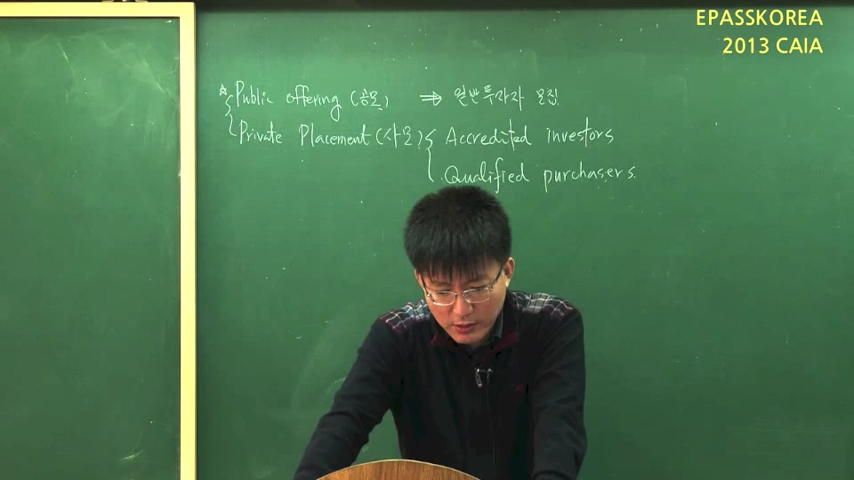 EPASSKOREA
2013 CAIA
Public offering (공모) ⇒ 일반투자자 모집
Private Placement (사모) Accredited investors
Qualified purchasers